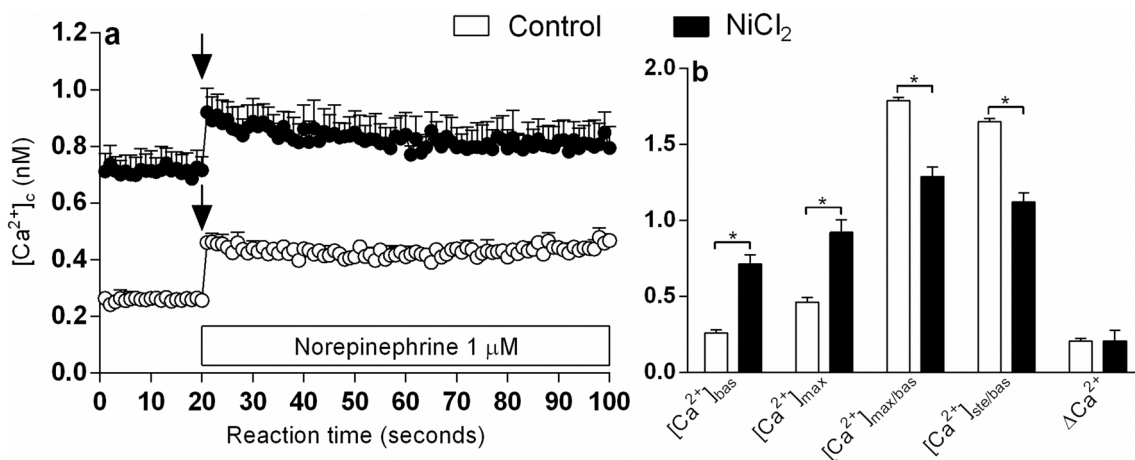 Control NiCl₂
a
[Ca²⁺]c (nM)
1.2
1.0
0.8
0.6
0.4
0.2
0.0
Norepinephrine 1 μM
0 10 20 30 40 50 60 70 80 90 100
Reaction time (seconds)
b
2.0
1.5
1.0
0.5
0.0
* * * *
[Ca²⁺]bas
[Ca²⁺]max
[Ca²⁺]max/bas
[Ca²⁺]ste/bas
ΔCa²⁺